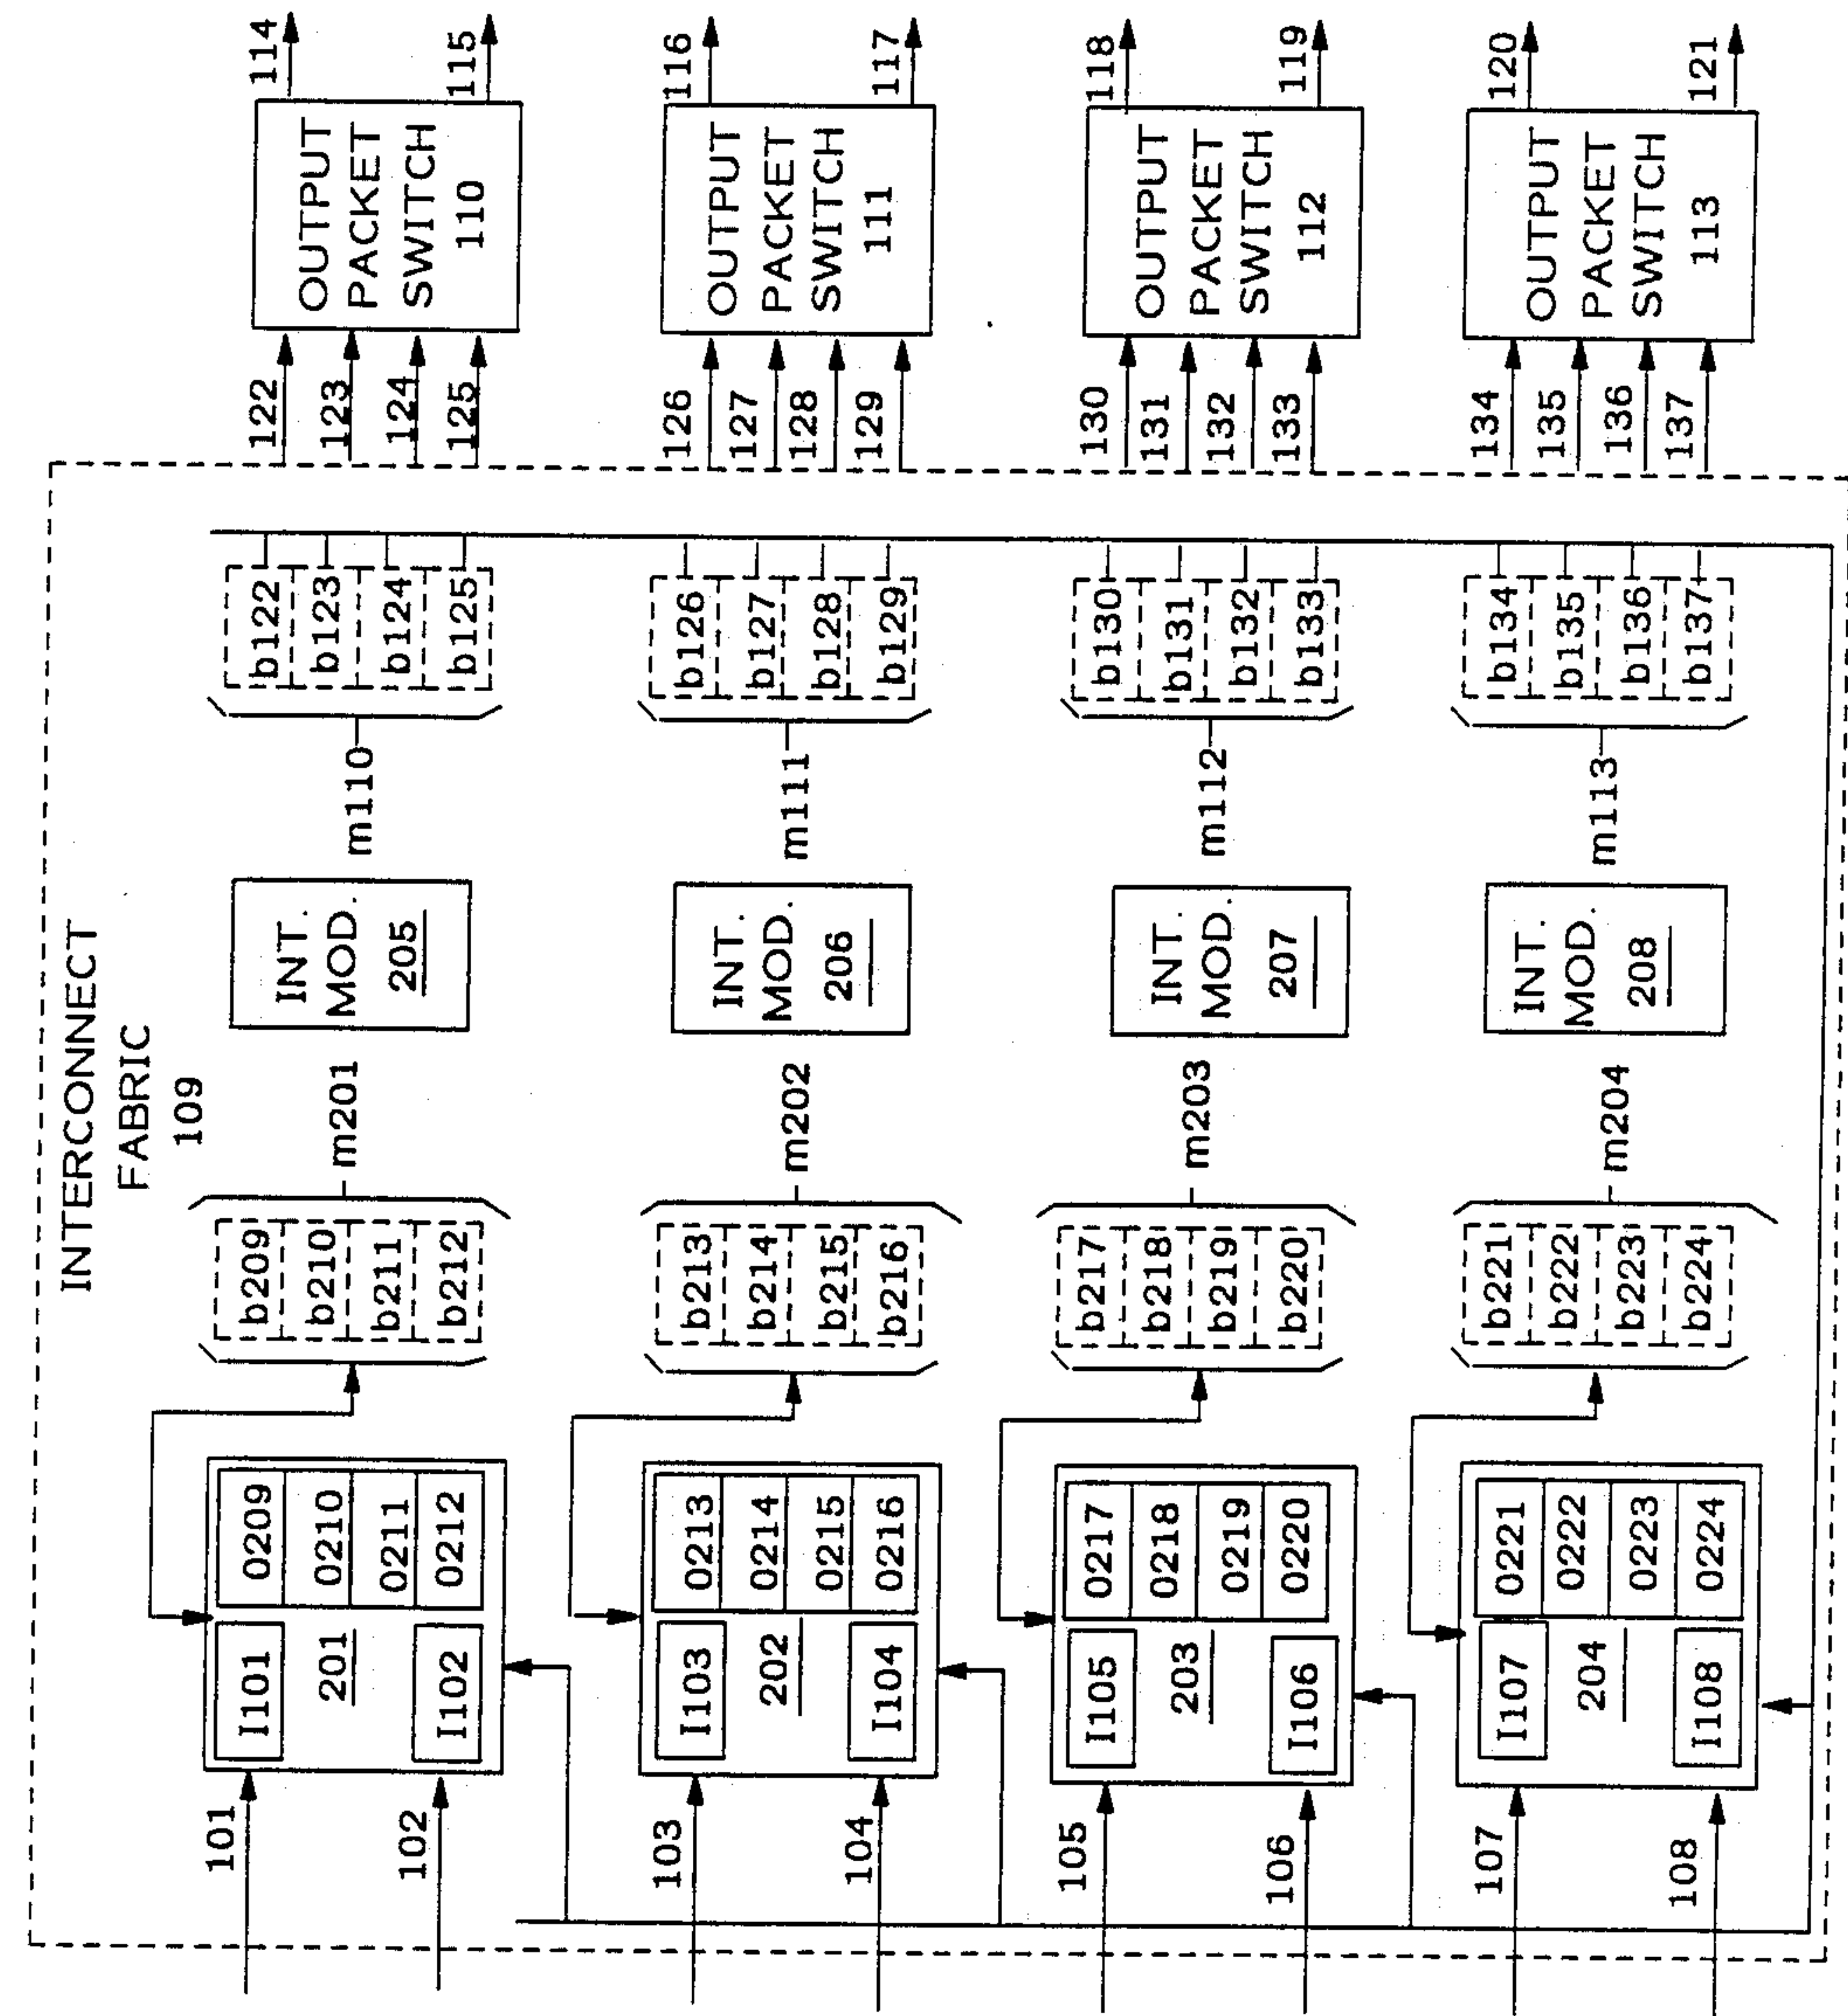 INTERCONNECT
FABRIC
109
101
102
I101
201
I102
0209
0210
0211
0212
b209
b210
b211
b212
m201
INT.
MOD.
205
m110
b122
b123
b124
b125
122
123
124
125
OUTPUT
PACKET
SWITCH
110
114
115
103
104
I103
202
I104
0213
0214
0215
0216
b213
b214
b215
b216
m202
INT.
MOD.
206
m111
b126
b127
b128
b129
126
127
128
129
OUTPUT
PACKET
SWITCH
111
116
117
105
106
I105
203
I106
0217
0218
0219
0220
b217
b218
b219
b220
m203
INT.
MOD.
207
m112
b130
b131
b132
b133
130
131
132
133
OUTPUT
PACKET
SWITCH
112
118
119
107
108
I107
204
I108
0221
0222
0223
0224
b221
b222
b223
b224
m204
INT.
MOD.
208
m113
b134
b135
b136
b137
134
135
136
137
OUTPUT
PACKET
SWITCH
113
120
121